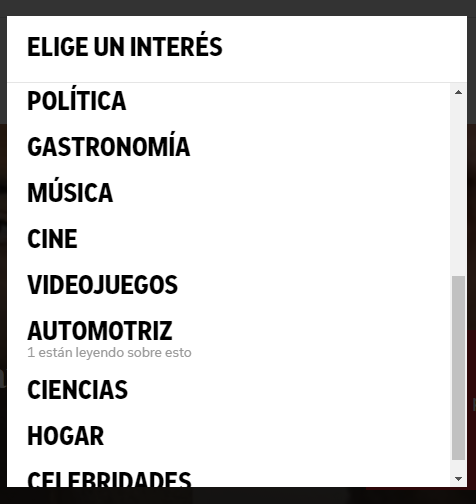 ELIGE UN INTERÉS
POLÍTICA
GASTRONOMÍA
MÚSICA
CINE
VIDEOJUEGOS
AUTOMOTRIZ
1 están leyendo sobre esto
CIENCIAS
HOGAR
CELEBRIDADES